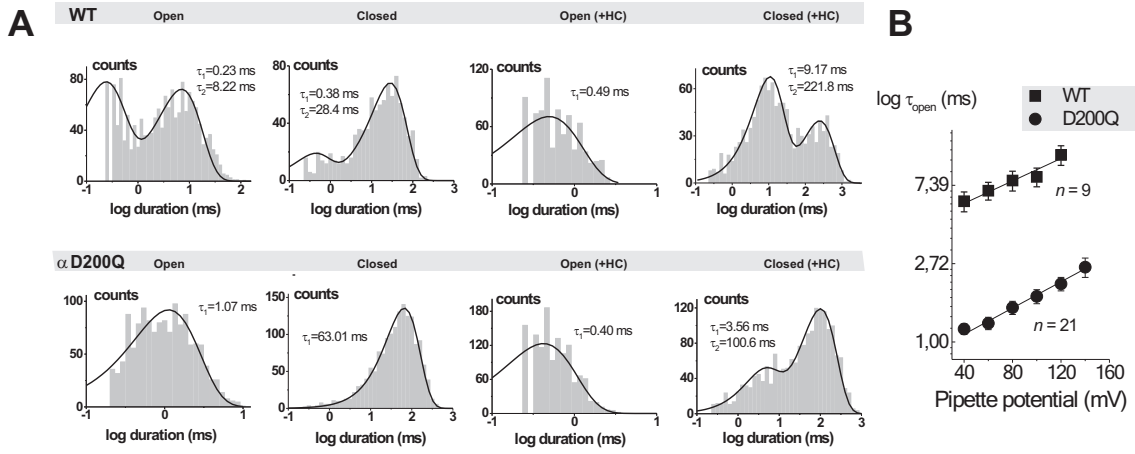 A
WT
Open
Closed
Open (+HC)
Closed (+HC)
counts
τ1=0.23 ms
τ2=8.22 ms
80
40
0
-1 0 1 2
log duration (ms)
counts
τ1=0.38 ms
τ2=28.4 ms
80
40
0
-1 0 1 2 3
log duration (ms)
counts
τ1=0.49 ms
120
60
0
-1 0 1
log duration (ms)
counts
τ1=9.17 ms
τ2=221.8 ms
60
30
0
-1 0 1 2 3
log duration (ms)
α D200Q
Open
Closed
Open (+HC)
Closed (+HC)
counts
τ1=1.07 ms
100
50
0
-1 0 1
log duration (ms)
counts
τ1=63.01 ms
150
100
50
0
-1 0 1 2 3
log duration (ms)
counts
τ1=0.40 ms
180
120
60
0
-1 0 1
log duration (ms)
counts
τ1=3.56 ms
τ2=100.6 ms
120
80
40
0
-1 0 1 2 3
log duration (ms)
B
log τopen (ms)
WT
D200Q
7,39
2,72
1,00
n = 9
n = 21
40 80 120 160
Pipette potential (mV)